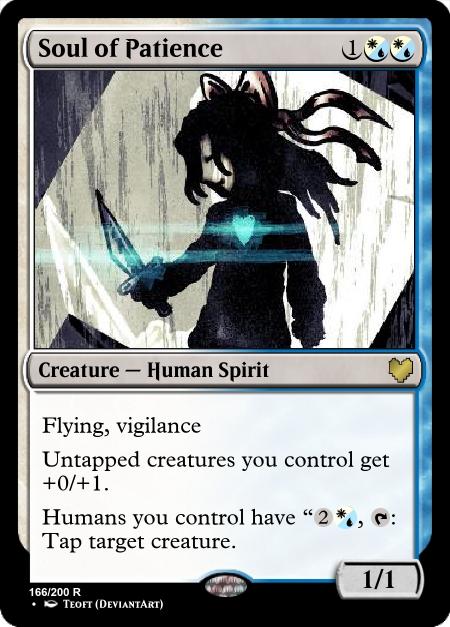 Soul of Patience 1
Creature — Human Spirit
Flying, vigilance
Untapped creatures you control get
+0/+1.
Humans you control have “2, :
Tap target creature.
1/1
166/200 R
• Teoft (DeviantArt)